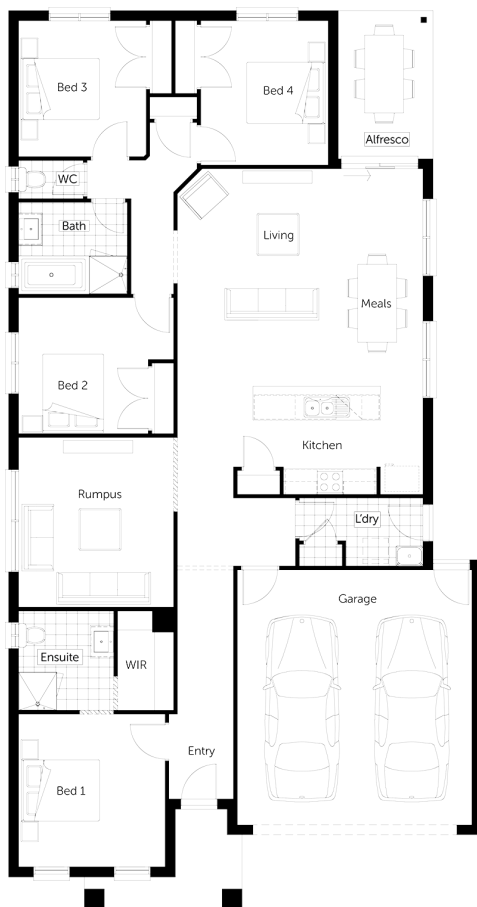 Bed 3
Bed 4
Alfresco
WC
Bath
Living
Meals
Bed 2
Kitchen
Rumpus
L'dry
Garage
Ensuite
WIR
Entry
Bed 1